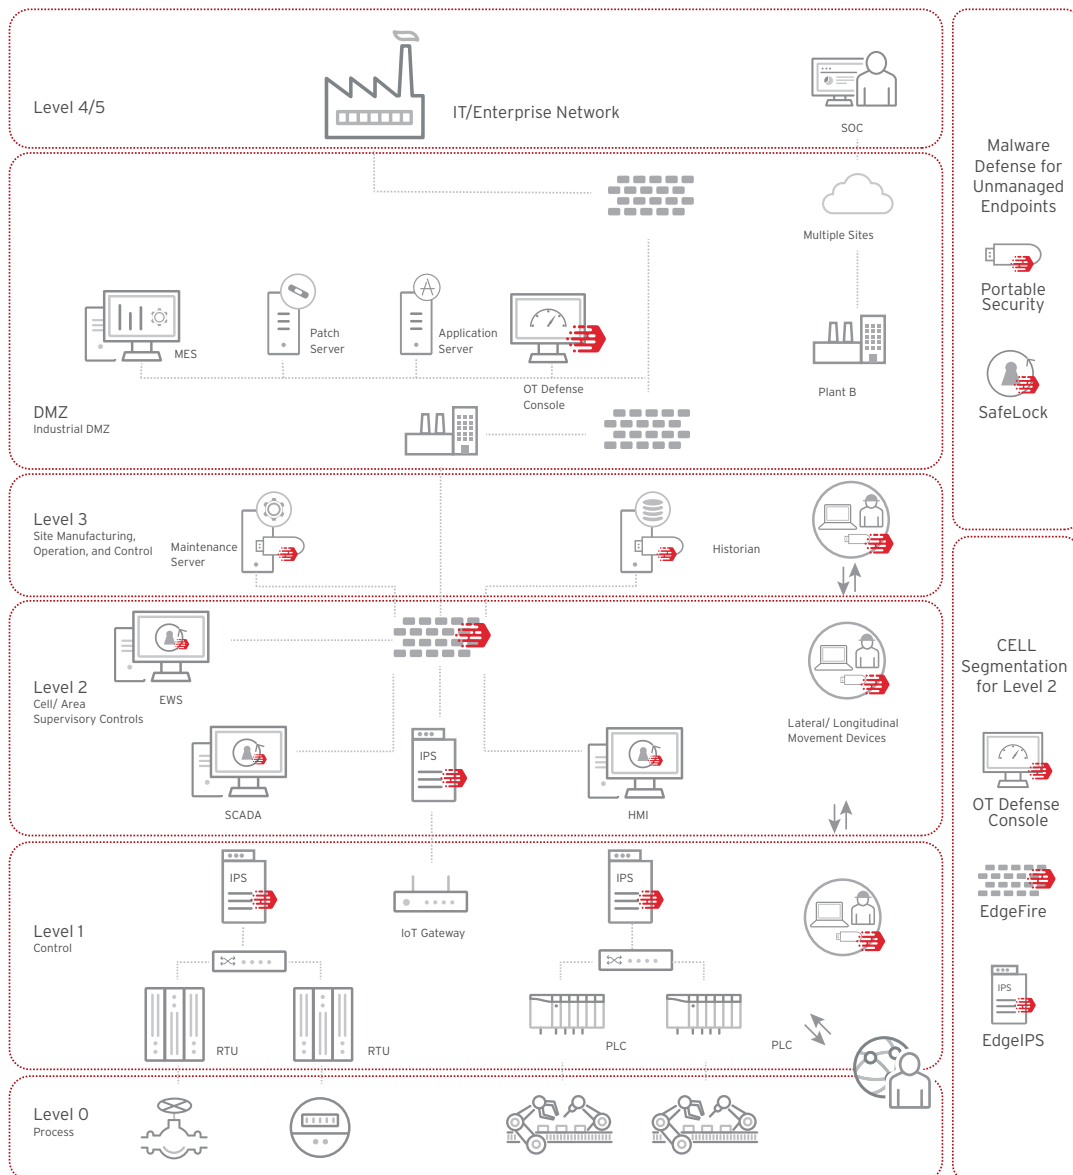 Level 4/5
IT/Enterprise Network
SOC
Multiple Sites
MES
Patch
Server
Application
Server
OT Defense
Console
Plant B
DMZ
Industrial DMZ
Level 3
Site Manufacturing,
Operation, and Control
Maintenance
Server
Historian
EWS
Level 2
Cell/ Area
Supervisory Controls
IPS
Lateral/ Longitudinal
Movement Devices
SCADA
HMI
IPS
IPS
Level 1
Control
IoT Gateway
RTU
RTU
PLC
PLC
Level 0
Process
Malware
Defense for
Unmanaged
Endpoints
Portable
Security
SafeLock
CELL
Segmentation
for Level 2
OT Defense
Console
EdgeFire
IPS
EdgeIPS